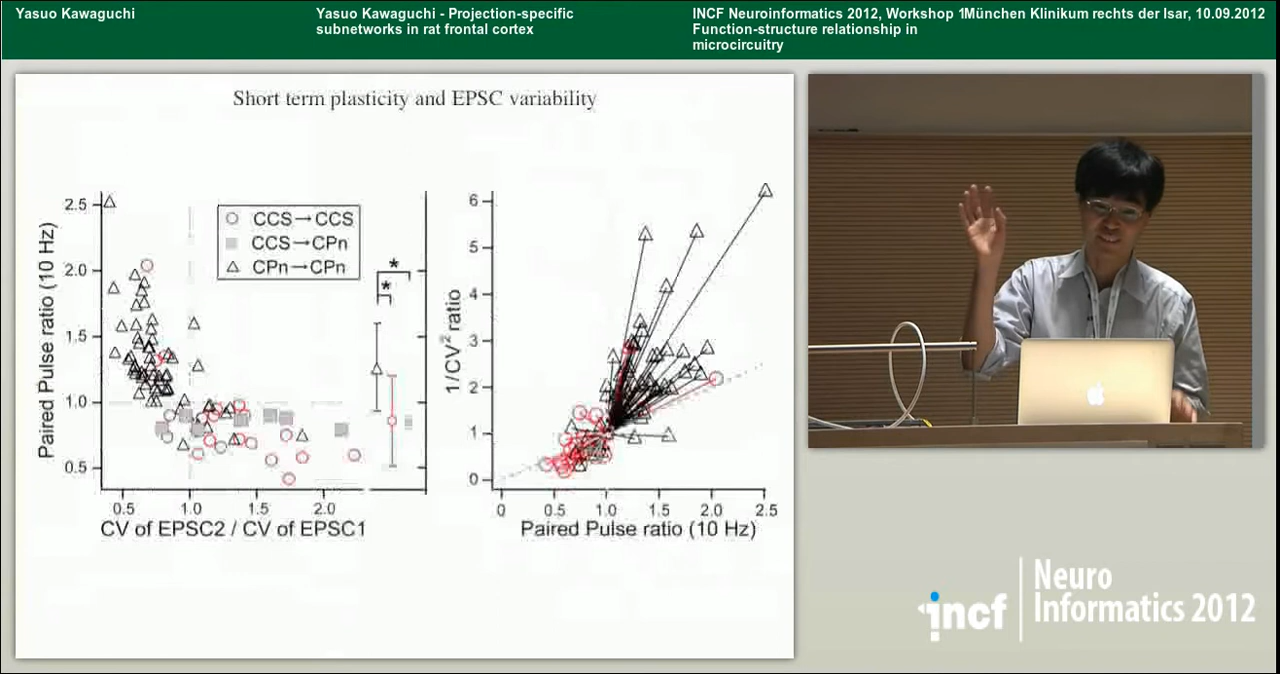 Yasuo Kawaguchi
Yasuo Kawaguchi - Projection-specific
subnetworks in rat frontal cortex
INCF Neuroinformatics 2012, Workshop 1München Klinikum rechts der Isar, 10.09.2012
Function-structure relationship in
microcircuitry
Short term plasticity and EPSC variability
CCS→CCS
CCS→CPn
CPn→CPn
*
*
Paired Pulse ratio (10 Hz)
2.5
2.0
1.5
1.0
0.5
0.5 1.0 1.5 2.0
CV of EPSC2 / CV of EPSC1
1/CV² ratio
6
5
4
3
2
1
0
0 0.5 1.0 1.5 2.0 2.5
Paired Pulse ratio (10 Hz)
incf
Neuro
Informatics 2012